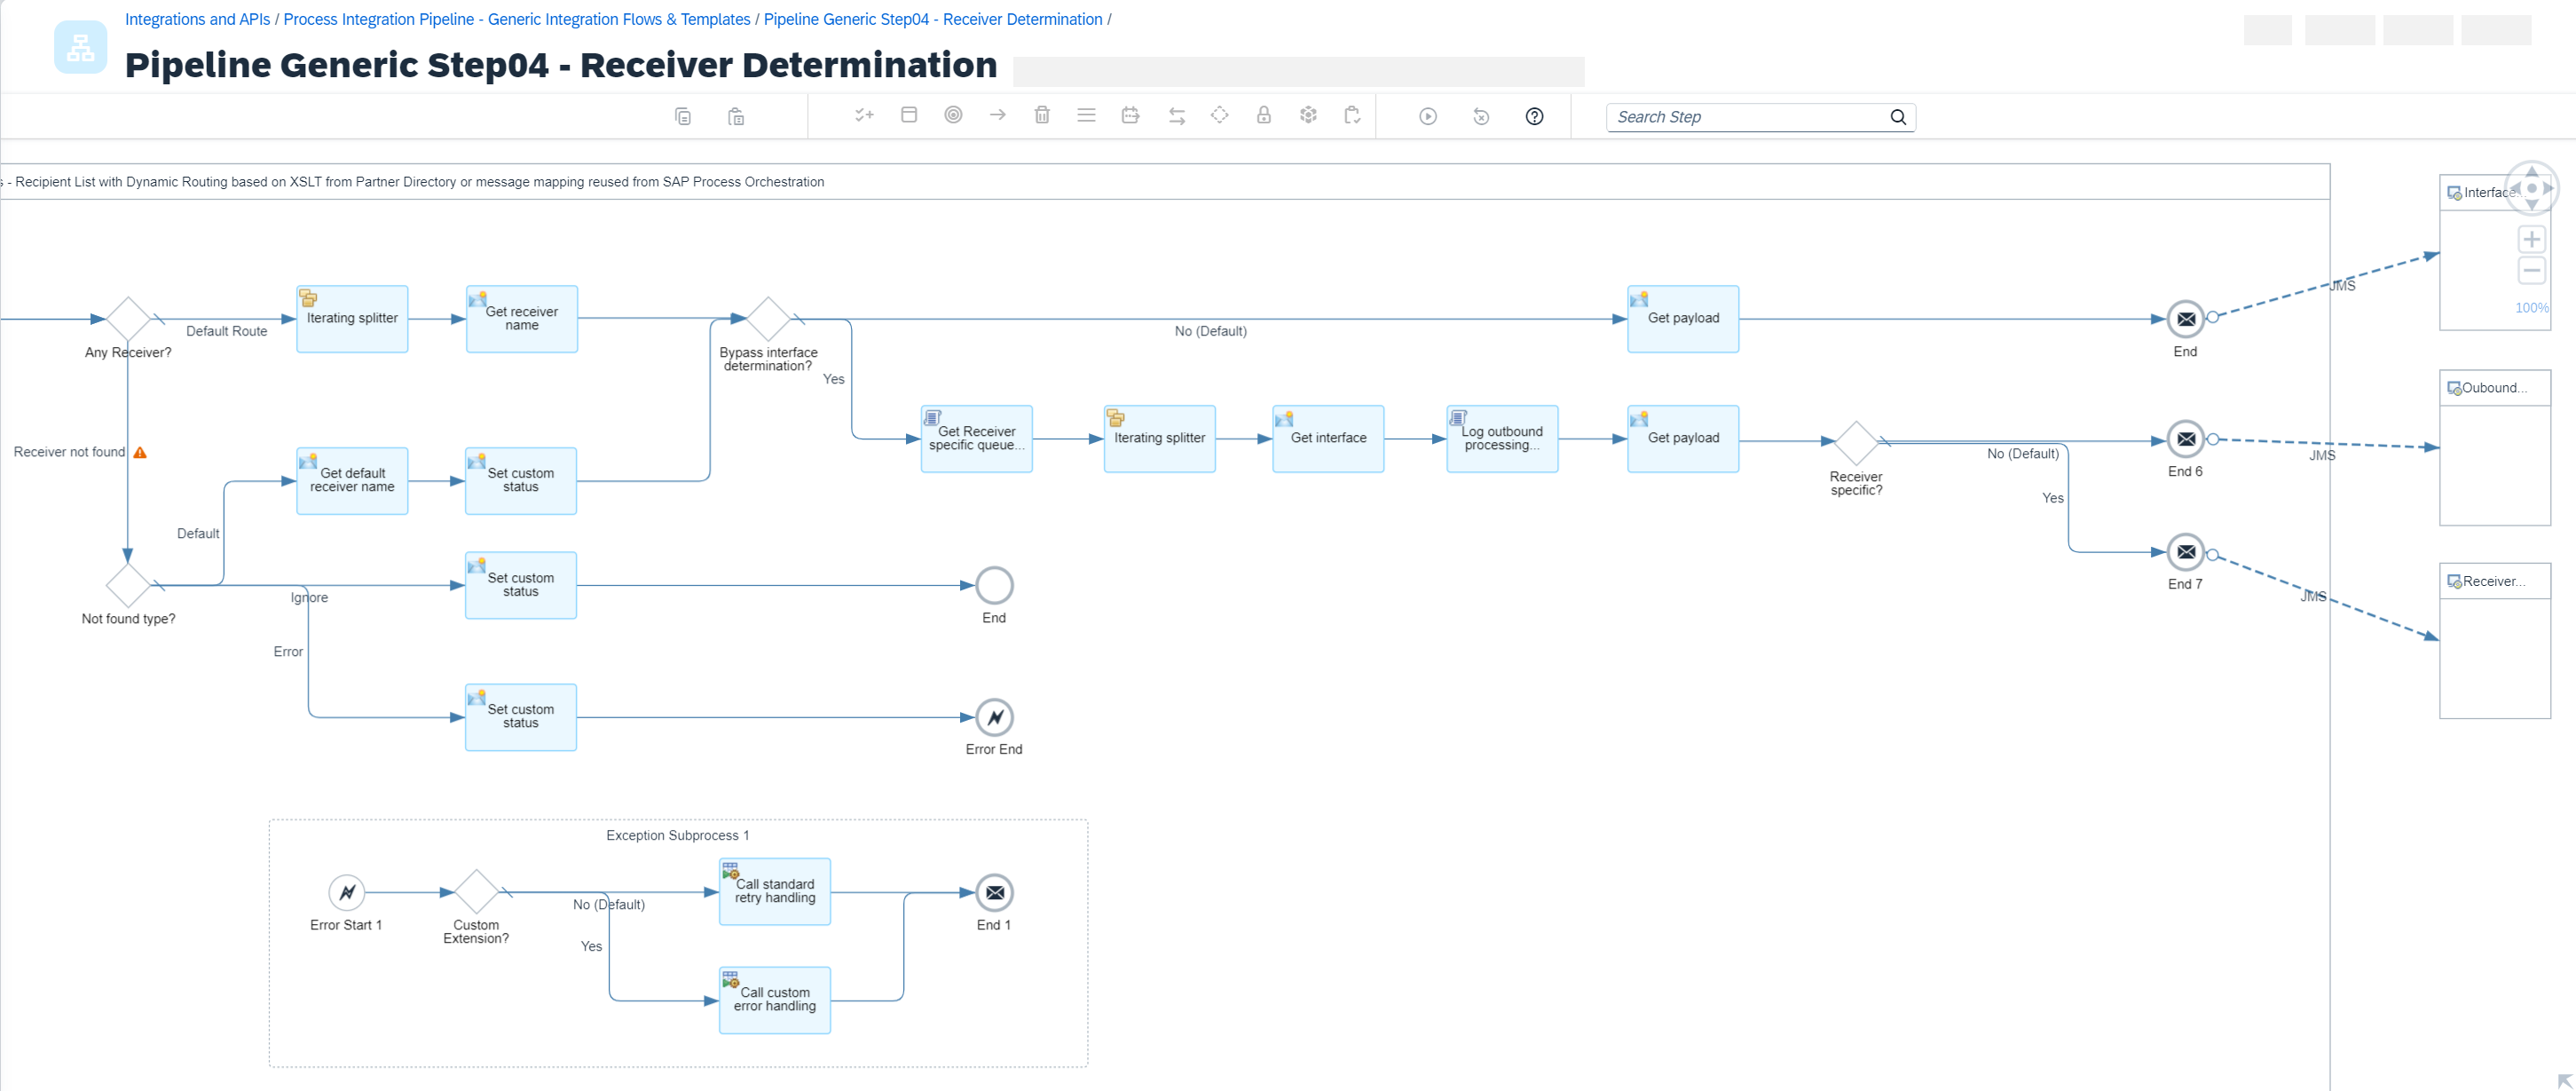 Integrations and APIs / Process Integration Pipeline - Generic Integration Flows & Templates / Pipeline Generic Step04 - Receiver Determination /
Pipeline Generic Step04 - Receiver Determination
Search Step
- Recipient List with Dynamic Routing based on XSLT from Partner Directory or message mapping reused from SAP Process Orchestration
Interface...
100%
JMS
Any Receiver?
Default Route
Iterating splitter
Get receiver
name
Bypass interface
determination?
No (Default)
Yes
Get payload
End
Oubound...
Get Receiver
specific queue...
Iterating splitter
Get interface
Log outbound
processing...
Get payload
Receiver
specific?
No (Default)
Yes
End 6
JMS
End 7
JMS
Receiver...
Receiver not found
Get default
receiver name
Set custom
status
Default
Not found type?
Ignore
Set custom
status
End
Error
Set custom
status
Error End
Exception Subprocess 1
Error Start 1
Custom
Extension?
No (Default)
Yes
Call standard
retry handling
End 1
Call custom
error handling